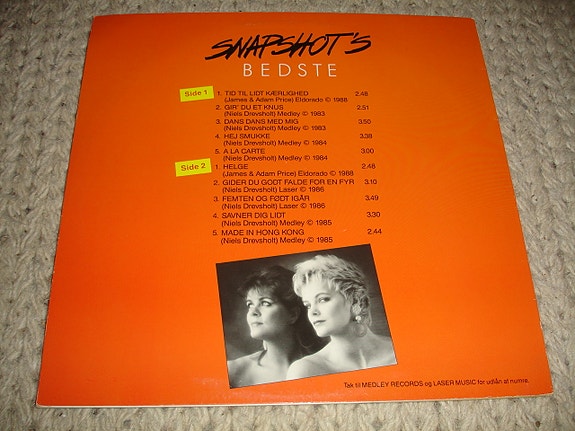 SNAPSHOT'S
BEDSTE
Side 1
1. TID TIL LIDT KÆRLIGHED 2.48
(James & Adam Price) Eldorado © 1988
2. GIR' DU ET KNUS 2.51
(Niels Drevsholt) Medley © 1983
3. DANS DANS MED MIG 3.50
(Niels Drevsholt) Medley © 1983
4. HEJ SMUKKE 3.38
(Niels Drevsholt) Medley © 1984
5. A LA CARTE 3.00
(Niels Drevsholt) Medley © 1984
Side 2
1. HELGE 2.48
(James & Adam Price) Eldorado © 1988
2. GIDER DU GODT FALDE FOR EN FYR 3.10
(Niels Drevsholt) Laser © 1986
3. FEMTEN OG FØDT IGÅR 3.49
(Niels Drevsholt) Laser © 1986
4. SAVNER DIG LIDT 3.30
(Niels Drevsholt) Medley © 1985
5. MADE IN HONG KONG 2.44
(Niels Drevsholt) Medley © 1985
Tak til MEDLEY RECORDS og LASER MUSIC for udlån af numre.